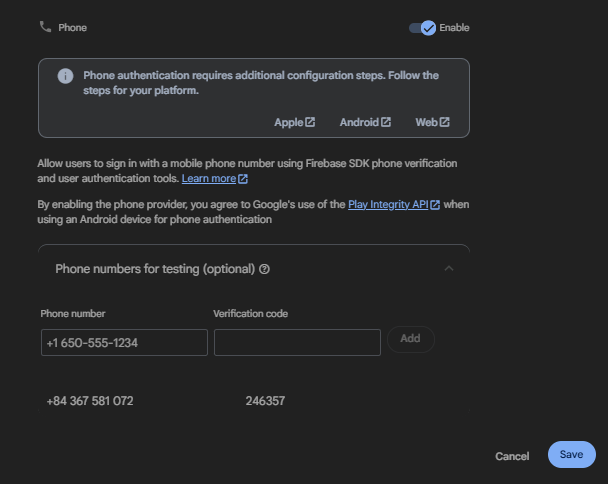 Phone
Enable
Phone authentication requires additional configuration steps. Follow the
steps for your platform.
Apple Android Web
Allow users to sign in with a mobile phone number using Firebase SDK phone verification
and user authentication tools. Learn more
By enabling the phone provider, you agree to Google's use of the Play Integrity API when
using an Android device for phone authentication
Phone numbers for testing (optional)
Phone number Verification code
+1 650-555-1234 Add
+84 367 581 072 246357
Cancel Save